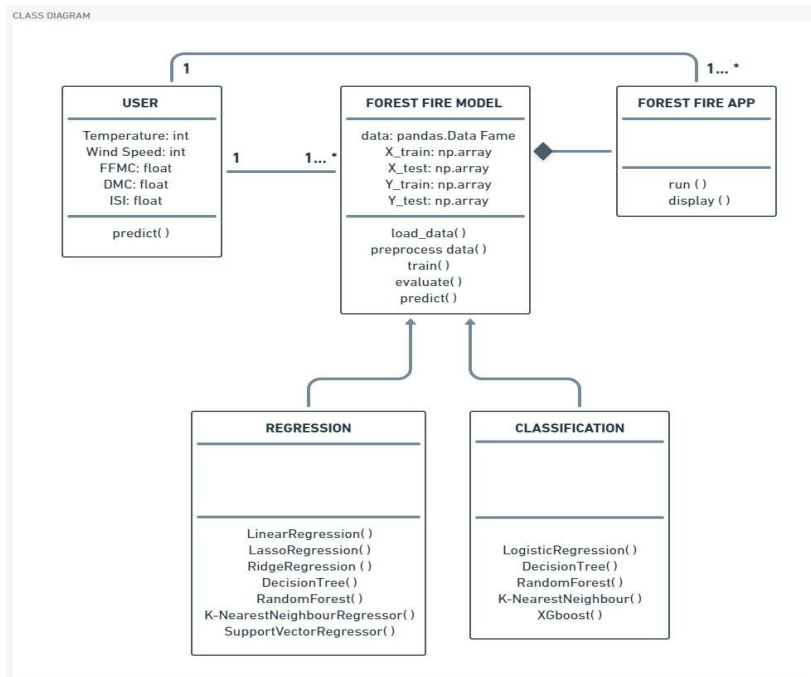 CLASS DIAGRAM
1
1... *
USER
Temperature: int
Wind Speed: int
FFMC: float
DMC: float
ISI: float
predict( )
1
1... *
FOREST FIRE MODEL
data: pandas.Data Fame
X_train: np.array
X_test: np.array
Y_train: np.array
Y_test: np.array
load_data( )
preprocess data( )
train( )
evaluate( )
predict( )
FOREST FIRE APP
run ( )
display ( )
REGRESSION
LinearRegression( )
LassoRegression( )
RidgeRegression ( )
DecisionTree( )
RandomForest( )
K-NearestNeighbourRegressor( )
SupportVectorRegressor( )
CLASSIFICATION
LogisticRegression( )
DecisionTree( )
RandomForest( )
K-NearestNeighbour( )
XGboost( )